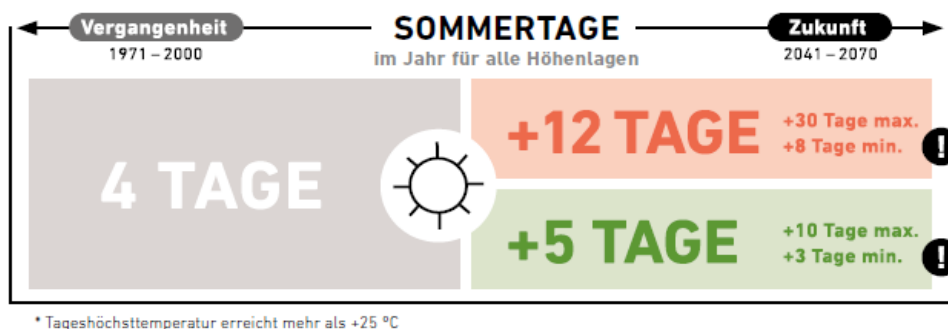 Vergangenheit
1971 – 2000
SOMMERTAGE
im Jahr für alle Höhenlagen
Zukunft
2041 – 2070
4 TAGE
+12 TAGE
+30 Tage max.
+8 Tage min.
!
+5 TAGE
+10 Tage max.
+3 Tage min.
!
* Tageshöchsttemperatur erreicht mehr als +25 ºC